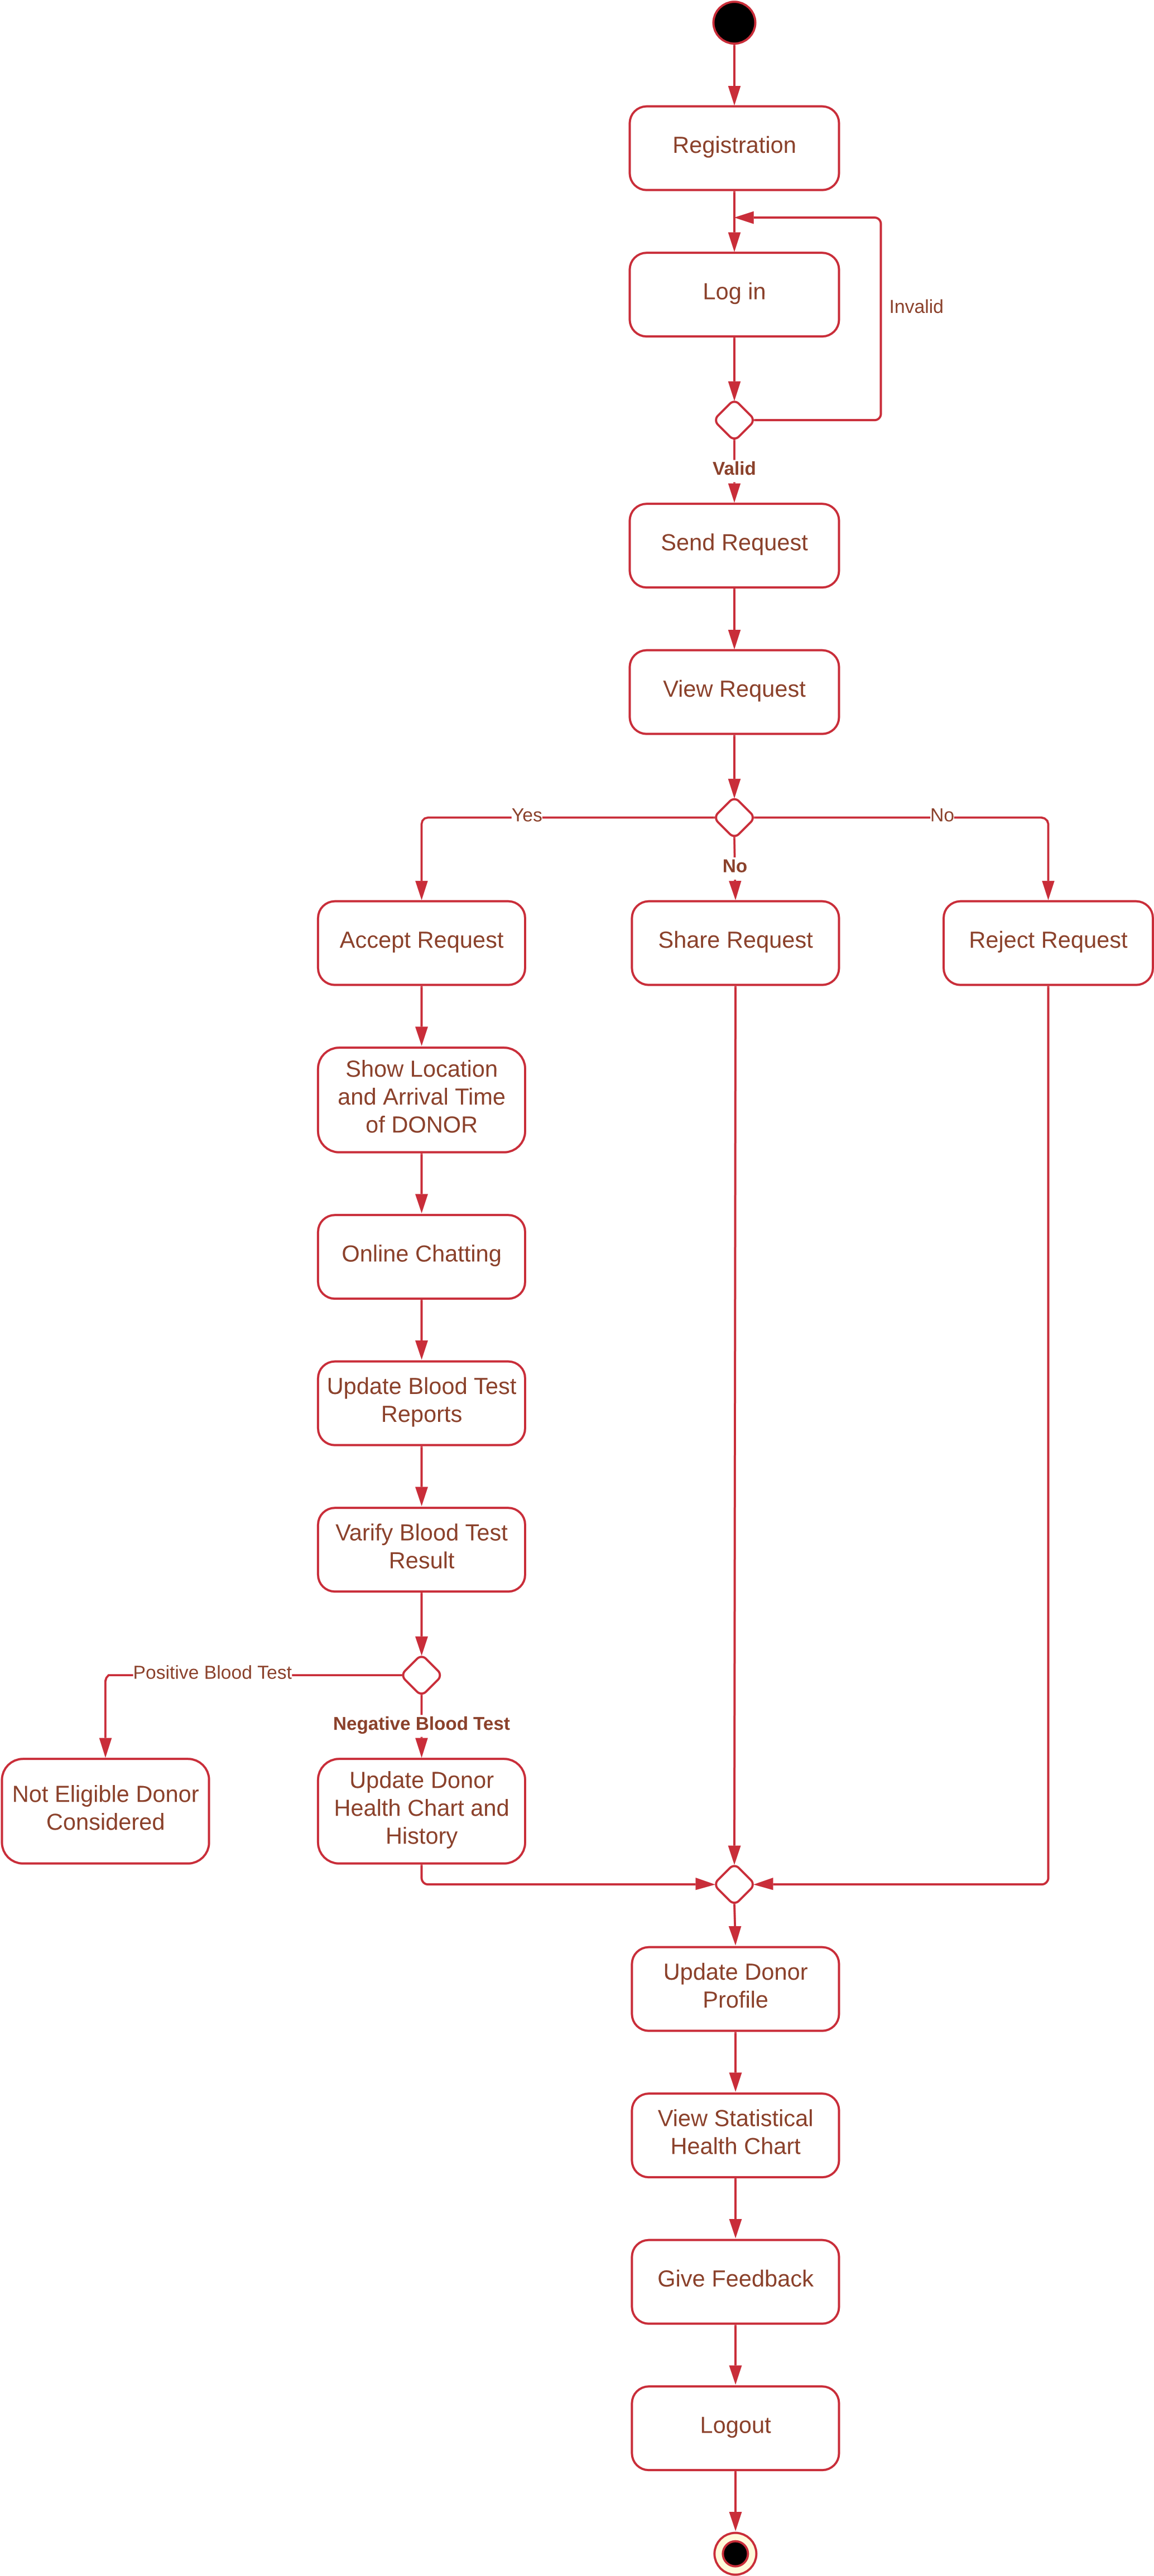 Registration
Log in
Invalid
Valid
Send Request
View Request
Yes
No
No
Accept Request
Share Request
Reject Request
Show Location
and Arrival Time
of DONOR
Online Chatting
Update Blood Test
Reports
Varify Blood Test
Result
Positive Blood Test
Negative Blood Test
Not Eligible Donor
Considered
Update Donor
Health Chart and
History
Update Donor
Profile
View Statistical
Health Chart
Give Feedback
Logout